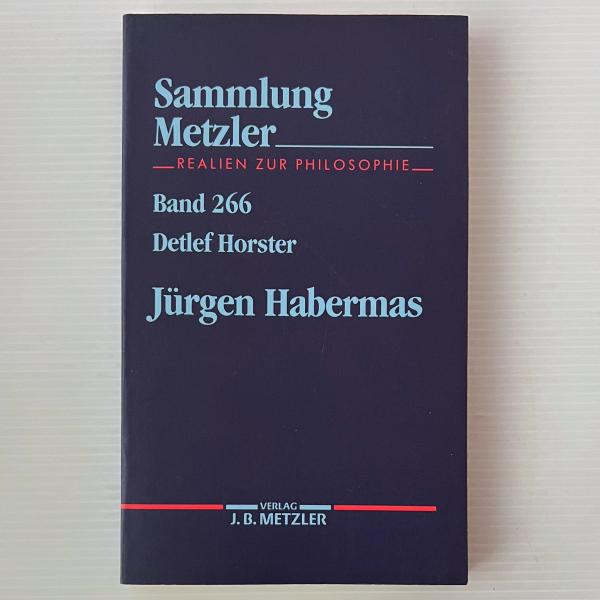 Sammlung
Metzler
REALIEN ZUR PHILOSOPHIE
Band 266
Detlef Horster
Jürgen Habermas
VERLAG
J. B. METZLER